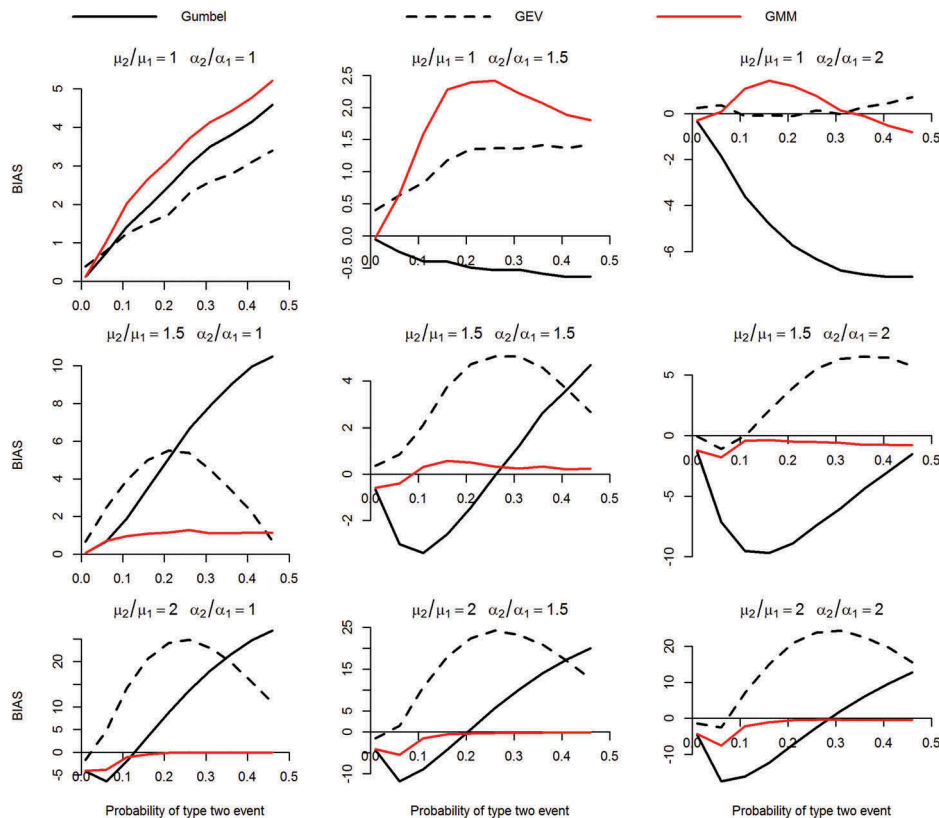 Gumbel GEV GMM
μ₂/μ₁ = 1 α₂/α₁ = 1
μ₂/μ₁ = 1 α₂/α₁ = 1.5
μ₂/μ₁ = 1 α₂/α₁ = 2
BIAS
5
4
3
2
1
0
0.0 0.1 0.2 0.3 0.4 0.5
2.5
2.0
1.5
1.0
0.5
0.0
-0.5
0.0 0.1 0.2 0.3 0.4 0.5
0
-2
-4
-6
0.0 0.1 0.2 0.3 0.4 0.5
μ₂/μ₁ = 1.5 α₂/α₁ = 1
μ₂/μ₁ = 1.5 α₂/α₁ = 1.5
μ₂/μ₁ = 1.5 α₂/α₁ = 2
BIAS
10
8
6
4
2
0
0.0 0.1 0.2 0.3 0.4 0.5
4
2
0
-2
0.0 0.1 0.2 0.3 0.4 0.5
5
0
-5
-10
0.0 0.1 0.2 0.3 0.4 0.5
μ₂/μ₁ = 2 α₂/α₁ = 1
μ₂/μ₁ = 2 α₂/α₁ = 1.5
μ₂/μ₁ = 2 α₂/α₁ = 2
BIAS
20
10
0
-5
0.0 0.1 0.2 0.3 0.4 0.5
25
15
5
0
-10
0.0 0.1 0.2 0.3 0.4 0.5
20
10
0
-10
0.0 0.1 0.2 0.3 0.4 0.5
Probability of type two event
Probability of type two event
Probability of type two event